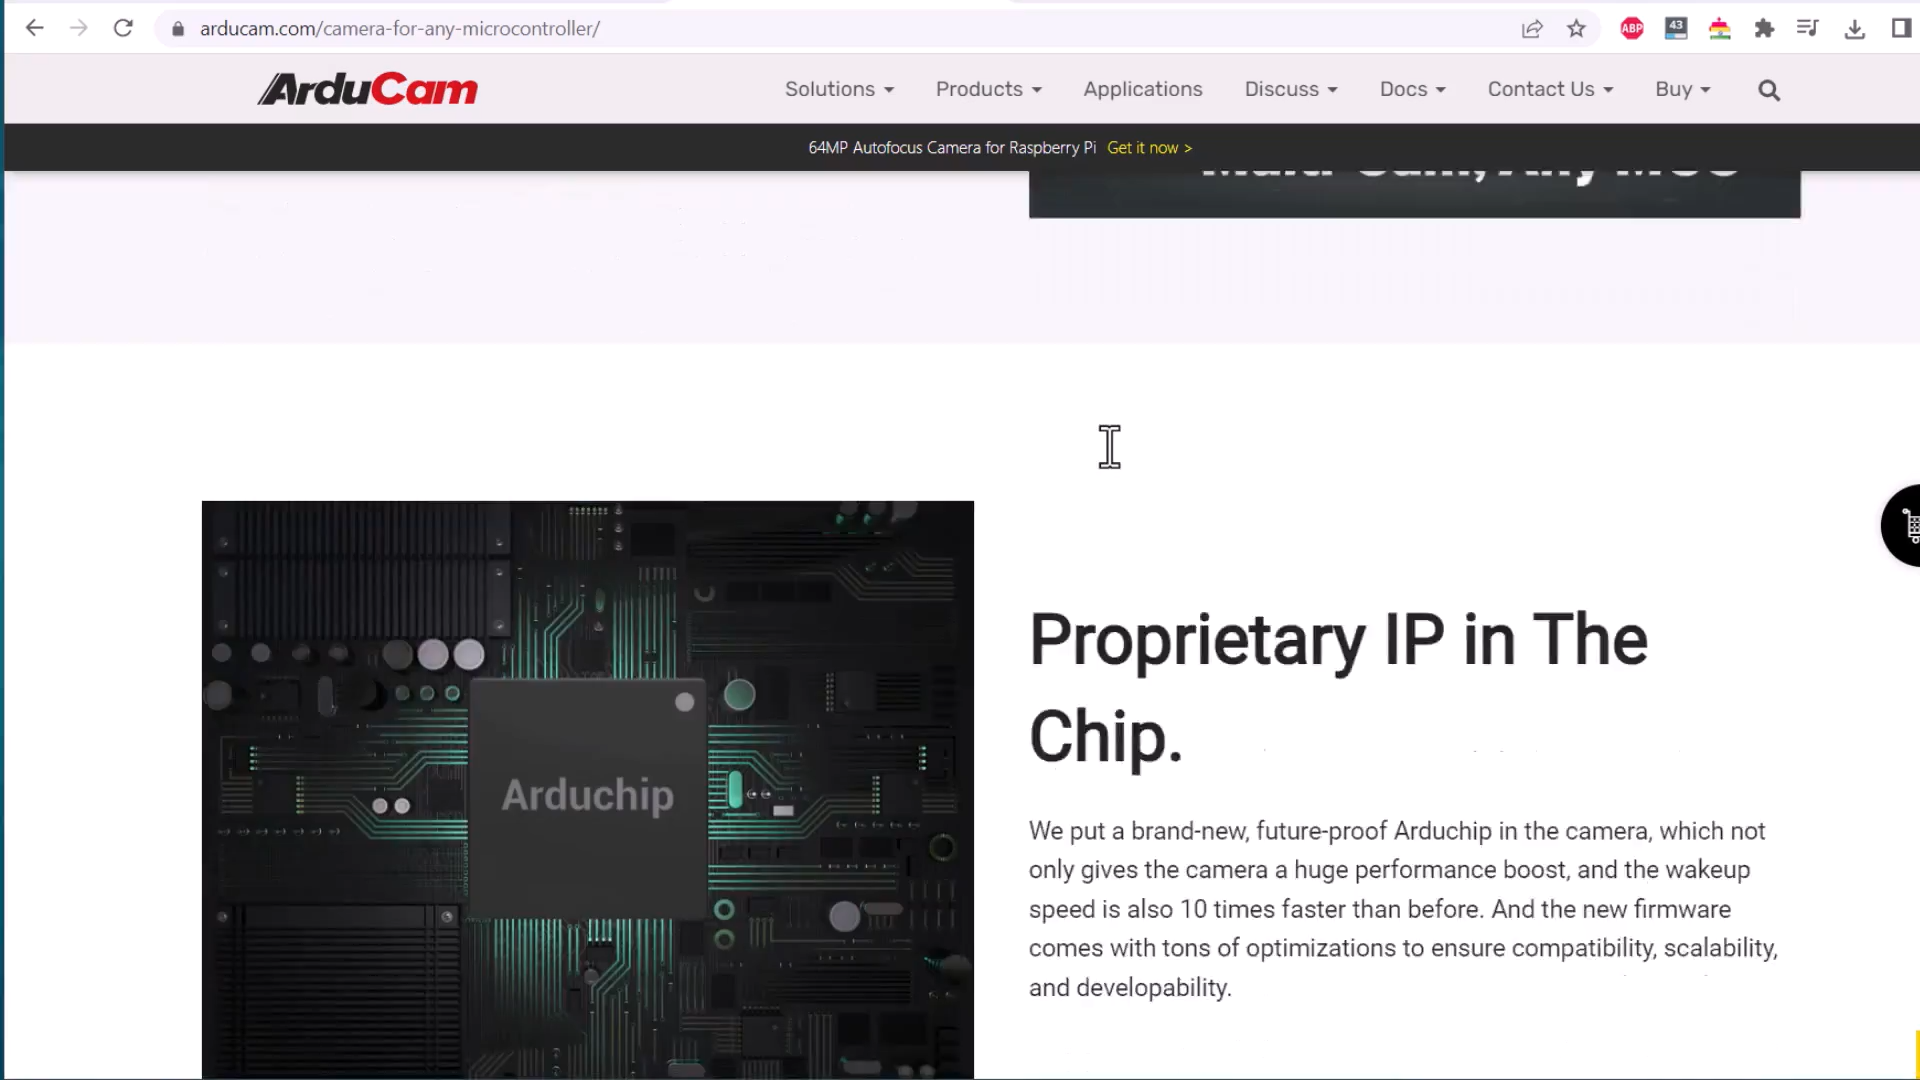 arducam.com/camera-for-any-microcontroller/
ABP
43
ArduCam
Solutions
Products
Applications
Discuss
Docs
Contact Us
Buy
64MP Autofocus Camera for Raspberry Pi Get it now >
Arduchip
Proprietary IP in The
Chip.
We put a brand-new, future-proof Arduchip in the camera, which not
only gives the camera a huge performance boost, and the wakeup
speed is also 10 times faster than before. And the new firmware
comes with tons of optimizations to ensure compatibility, scalability,
and developability.